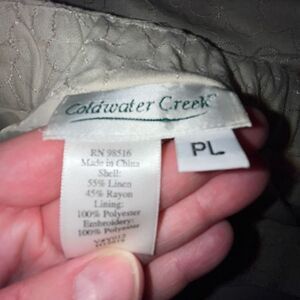 Coldwater Creek
PL
RN 98516
Made in China
Shell:
55% Linen
45% Rayon
Lining:
100% Polyester
Embroidery:
100% Polyester